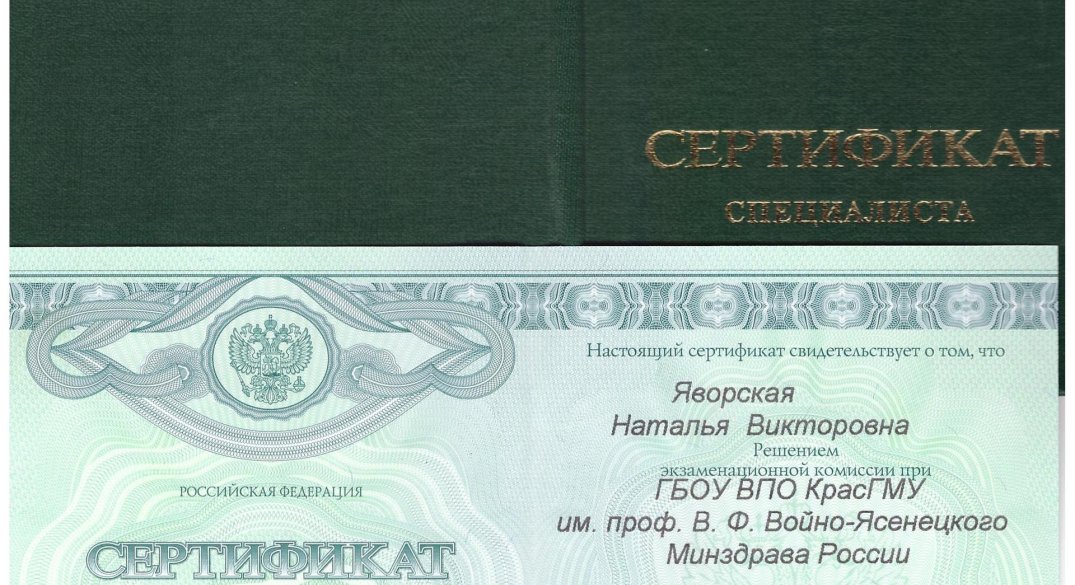 СЕРТИФИКАТ
СПЕЦИАЛИСТА
РОССИЙСКАЯ ФЕДЕРАЦИЯ
СЕРТИФИКАТ
Настоящий сертификат свидетельствует о том, что
Яворская
Наталья Викторовна
Решением
экзаменационной комиссии при
ГБОУ ВПО КрасГМУ
им. проф. В. Ф. Войно-Ясенецкого
Минздрава России